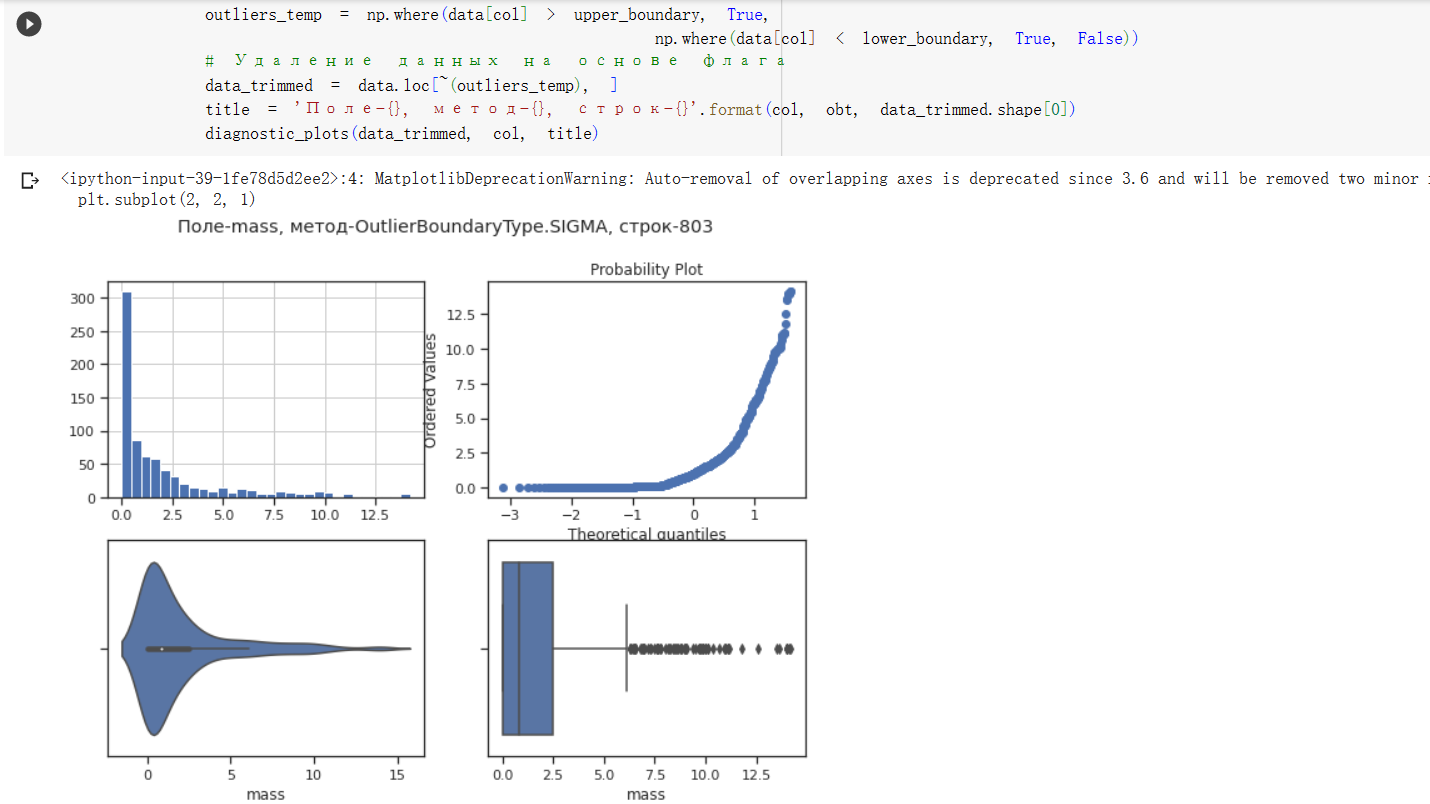 outliers_temp = np.where(data[col] > upper_boundary, True,
np.where(data[col] < lower_boundary, True, False))
# Удаление данных на основе флага
data_trimmed = data.loc[~(outliers_temp), ]
title = 'Поле-{}, метод-{}, строк-{}'.format(col, obt, data_trimmed.shape[0])
diagnostic_plots(data_trimmed, col, title)
<ipython-input-39-1fe78d5d2ee2>:4: MatplotlibDeprecationWarning: Auto-removal of overlapping axes is deprecated since 3.6 and will be removed two minor
plt.subplot(2, 2, 1)
Поле-mass, метод-OutlierBoundaryType.SIGMA, строк-803
300
250
200
150
100
50
0
0.0 2.5 5.0 7.5 10.0 12.5
Probability Plot
Ordered Values
12.5
10.0
7.5
5.0
2.5
0.0
−3 −2 −1 0 1
Theoretical quantiles
0 5 10 15
mass
0.0 2.5 5.0 7.5 10.0 12.5
mass